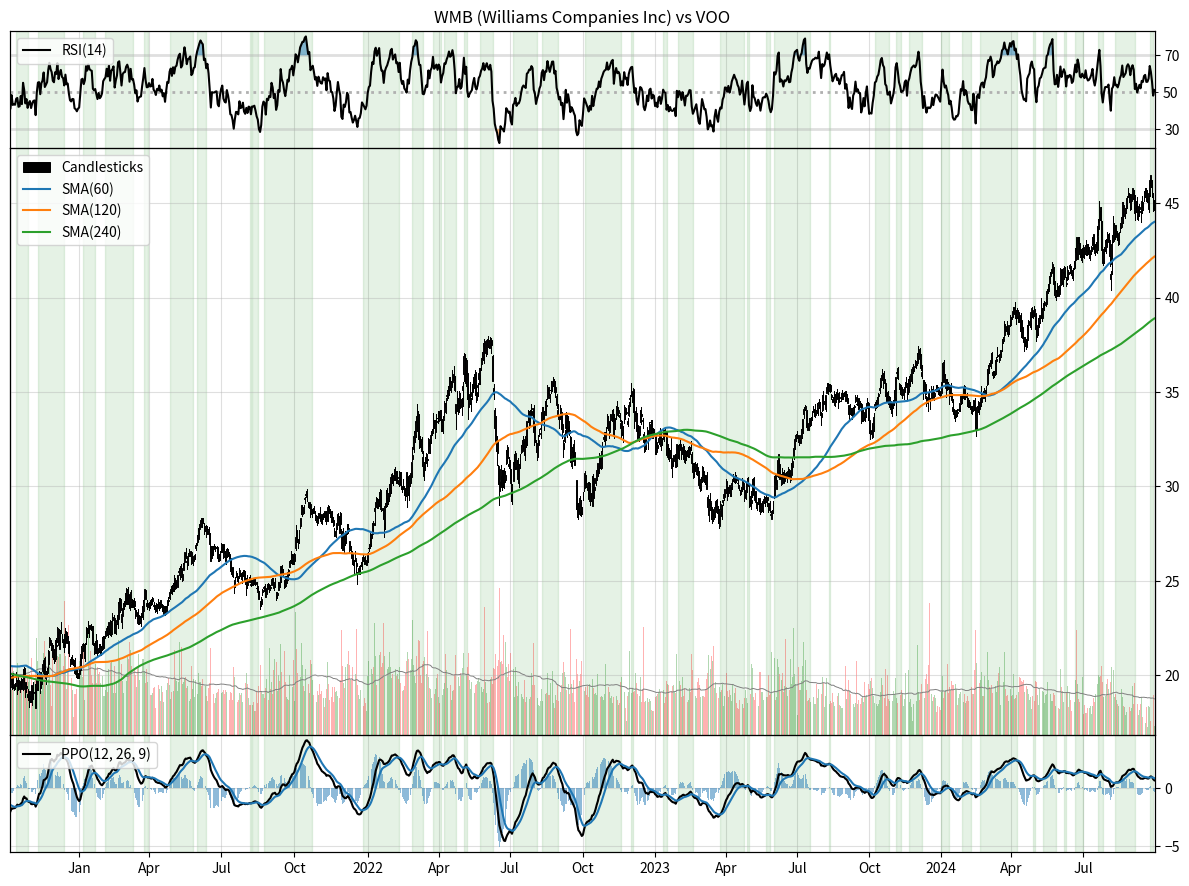 WMB (Williams Companies Inc) vs VOO
RSI(14)
70
50
30
Candlesticks
SMA(60)
SMA(120)
SMA(240)
45
40
35
30
25
20
PPO(12, 26, 9)
0
−5
Jan Apr Jul Oct 2022 Apr Jul Oct 2023 Apr Jul Oct 2024 Apr Jul